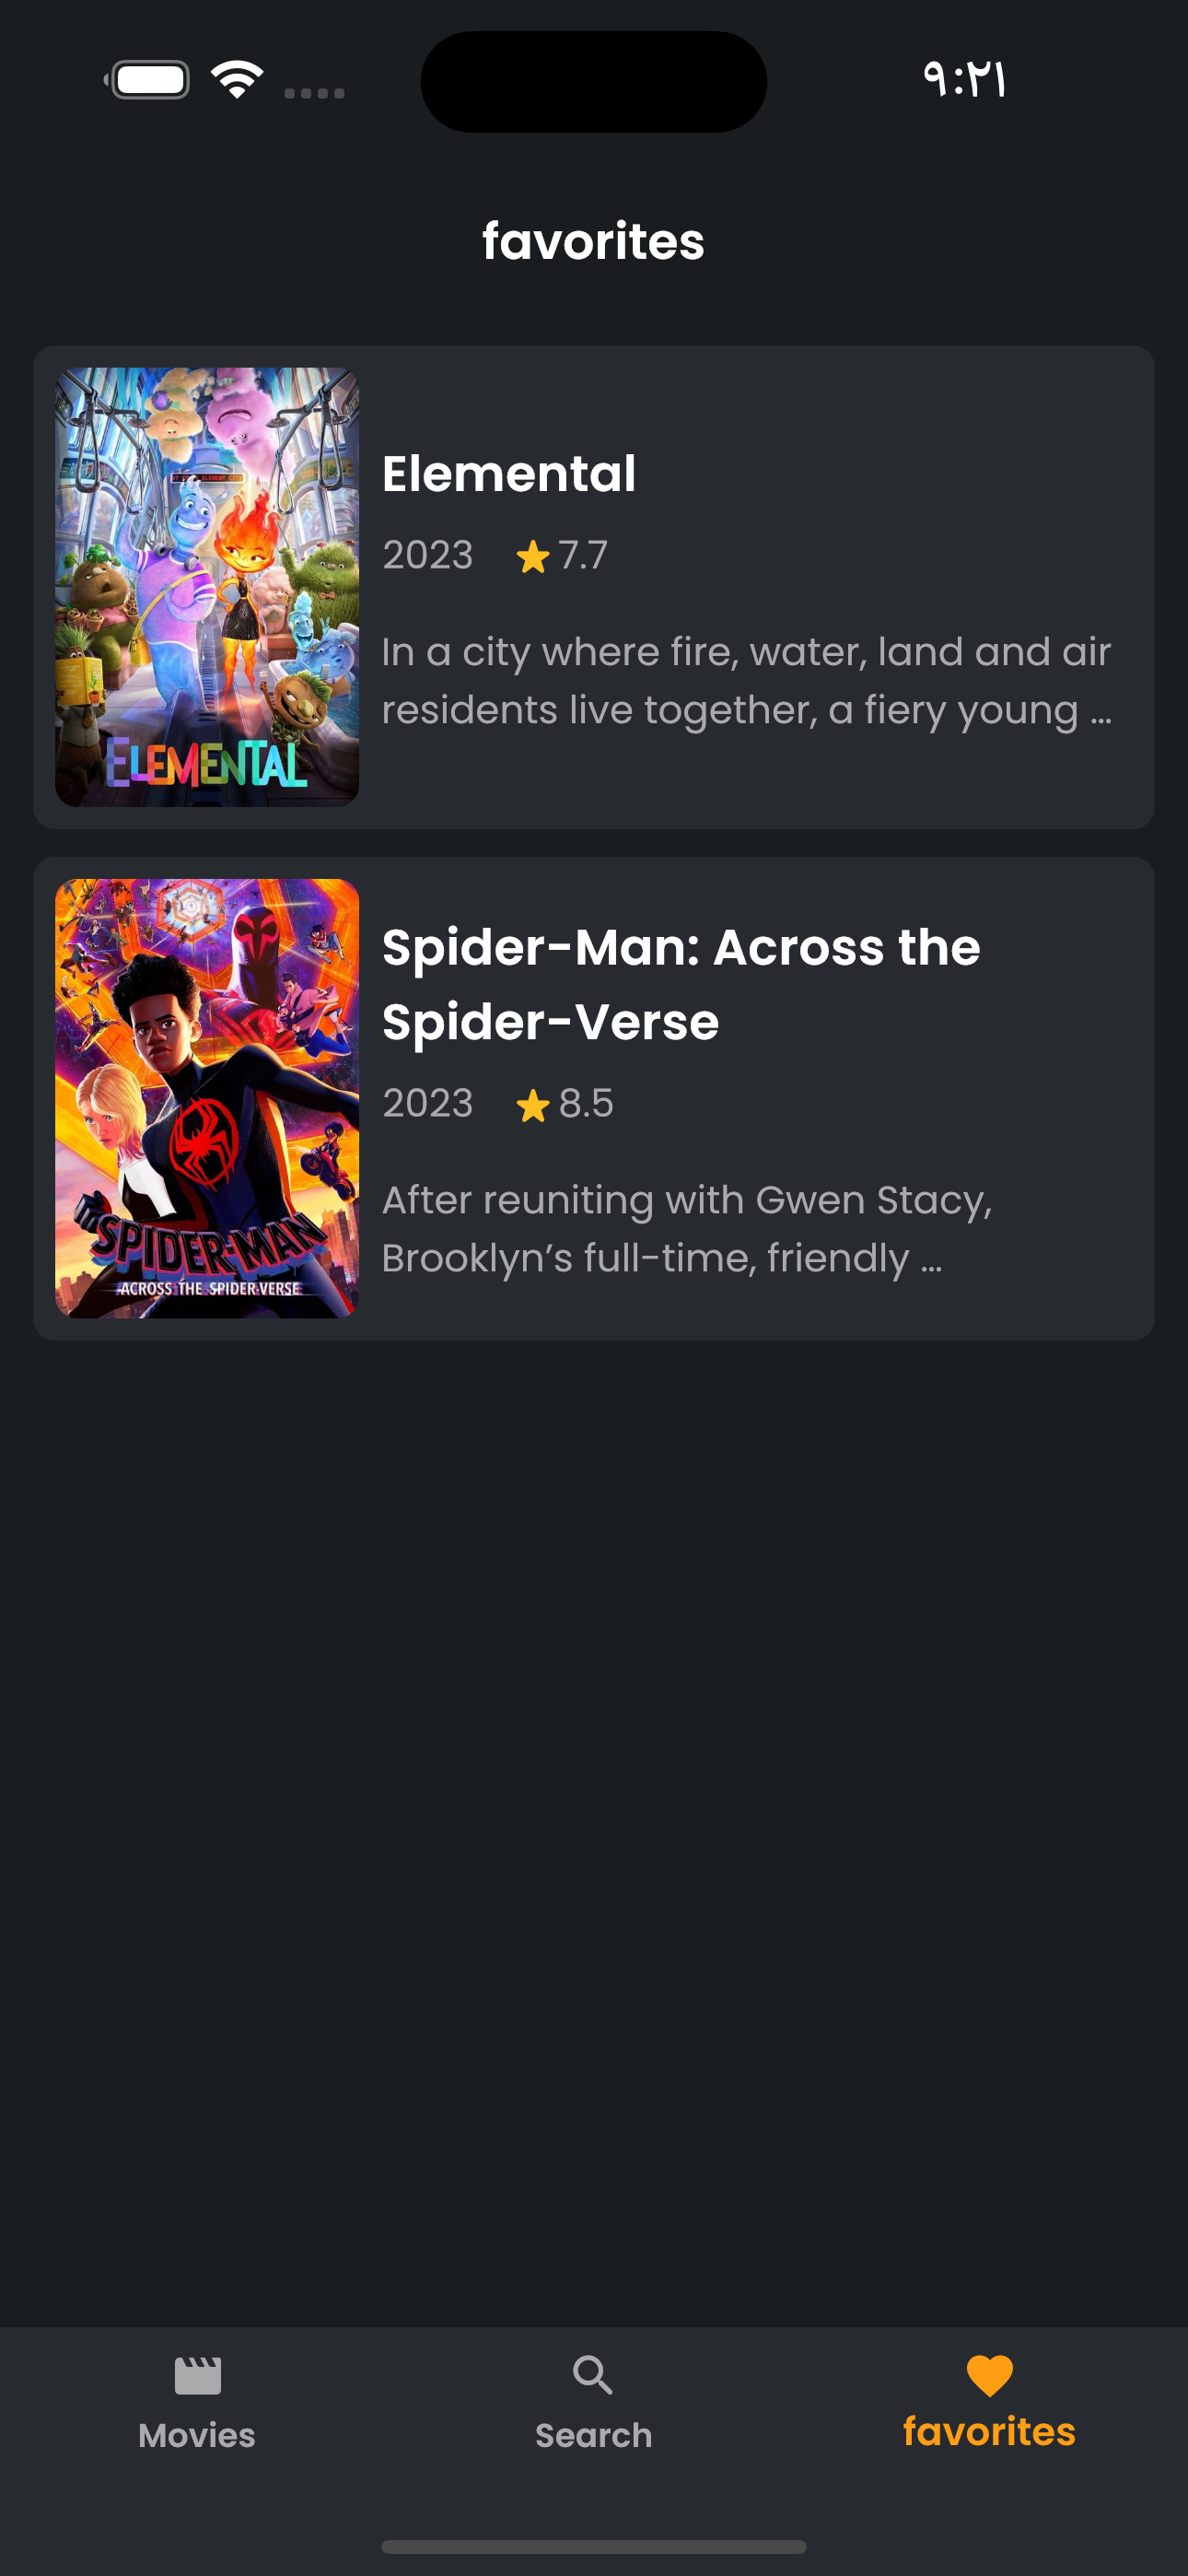 ۹:۲۱
favorites
ELEMENTAL
Elemental
2023 7.7
In a city where fire, water, land and air
residents live together, a fiery young ...
SPIDER-MAN
ACROSS THE SPIDER-VERSE
Spider-Man: Across the
Spider-Verse
2023 8.5
After reuniting with Gwen Stacy,
Brooklyn’s full-time, friendly ...
Movies
Search
favorites